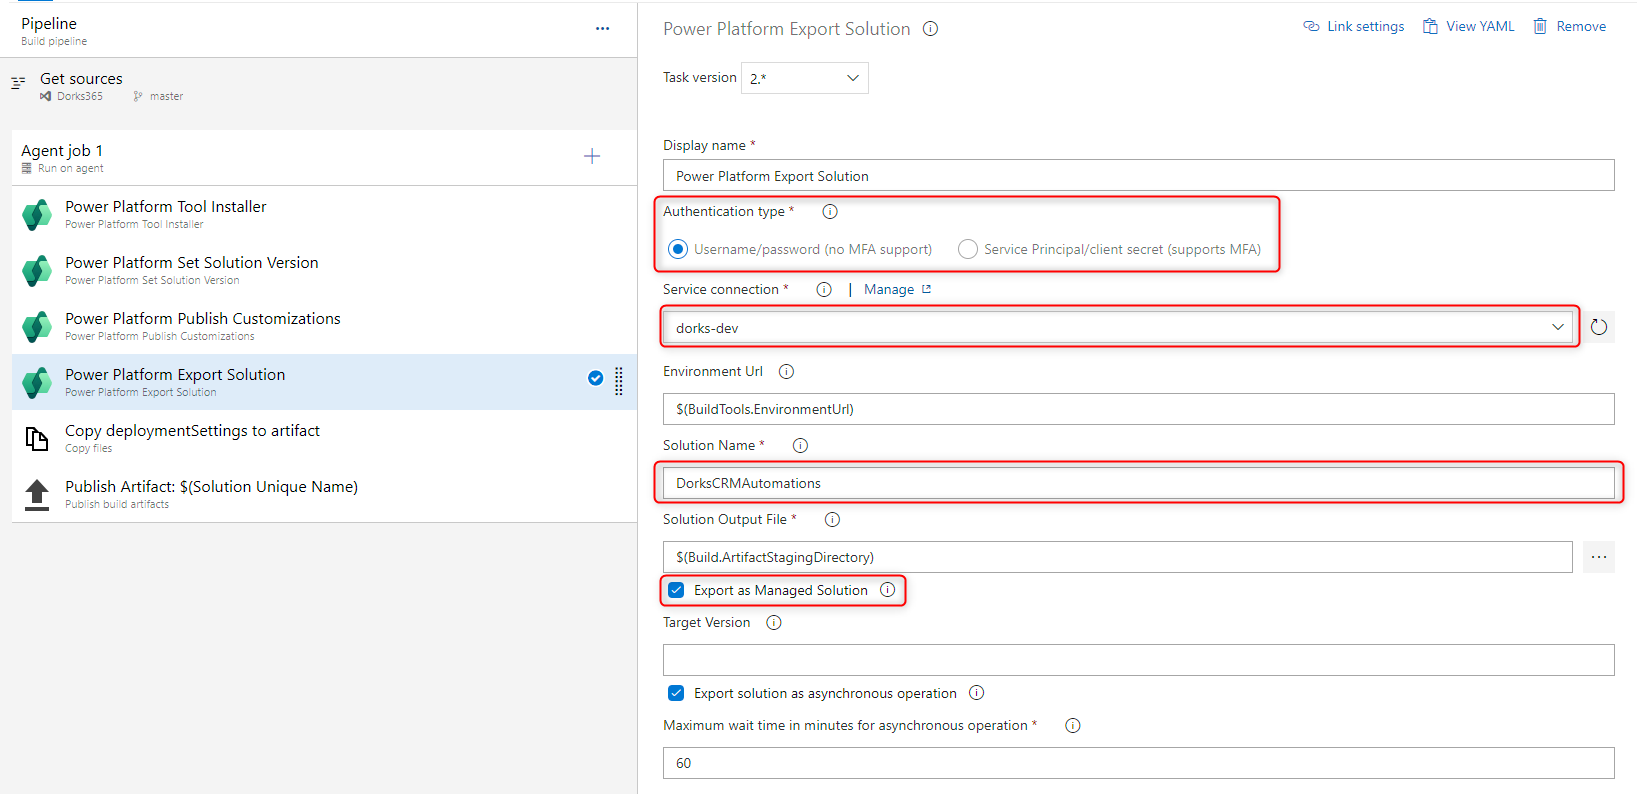 Pipeline
Build pipeline
...
Get sources
Dorks365 master
Agent job 1
Run on agent
Power Platform Tool Installer
Power Platform Tool Installer
Power Platform Set Solution Version
Power Platform Set Solution Version
Power Platform Publish Customizations
Power Platform Publish Customizations
Power Platform Export Solution
Power Platform Export Solution
Copy deploymentSettings to artifact
Copy files
Publish Artifact: $(Solution Unique Name)
Publish build artifacts
Power Platform Export Solution
Link settings View YAML Remove
Task version 2.*
Display name *
Power Platform Export Solution
Authentication type *
Username/password (no MFA support) Service Principal/client secret (supports MFA)
Service connection * | Manage
dorks-dev
Environment Url
$(BuildTools.EnvironmentUrl)
Solution Name *
DorksCRMAutomations
Solution Output File *
$(Build.ArtifactStagingDirectory)
...
Export as Managed Solution
Target Version
Export solution as asynchronous operation
Maximum wait time in minutes for asynchronous operation *
60